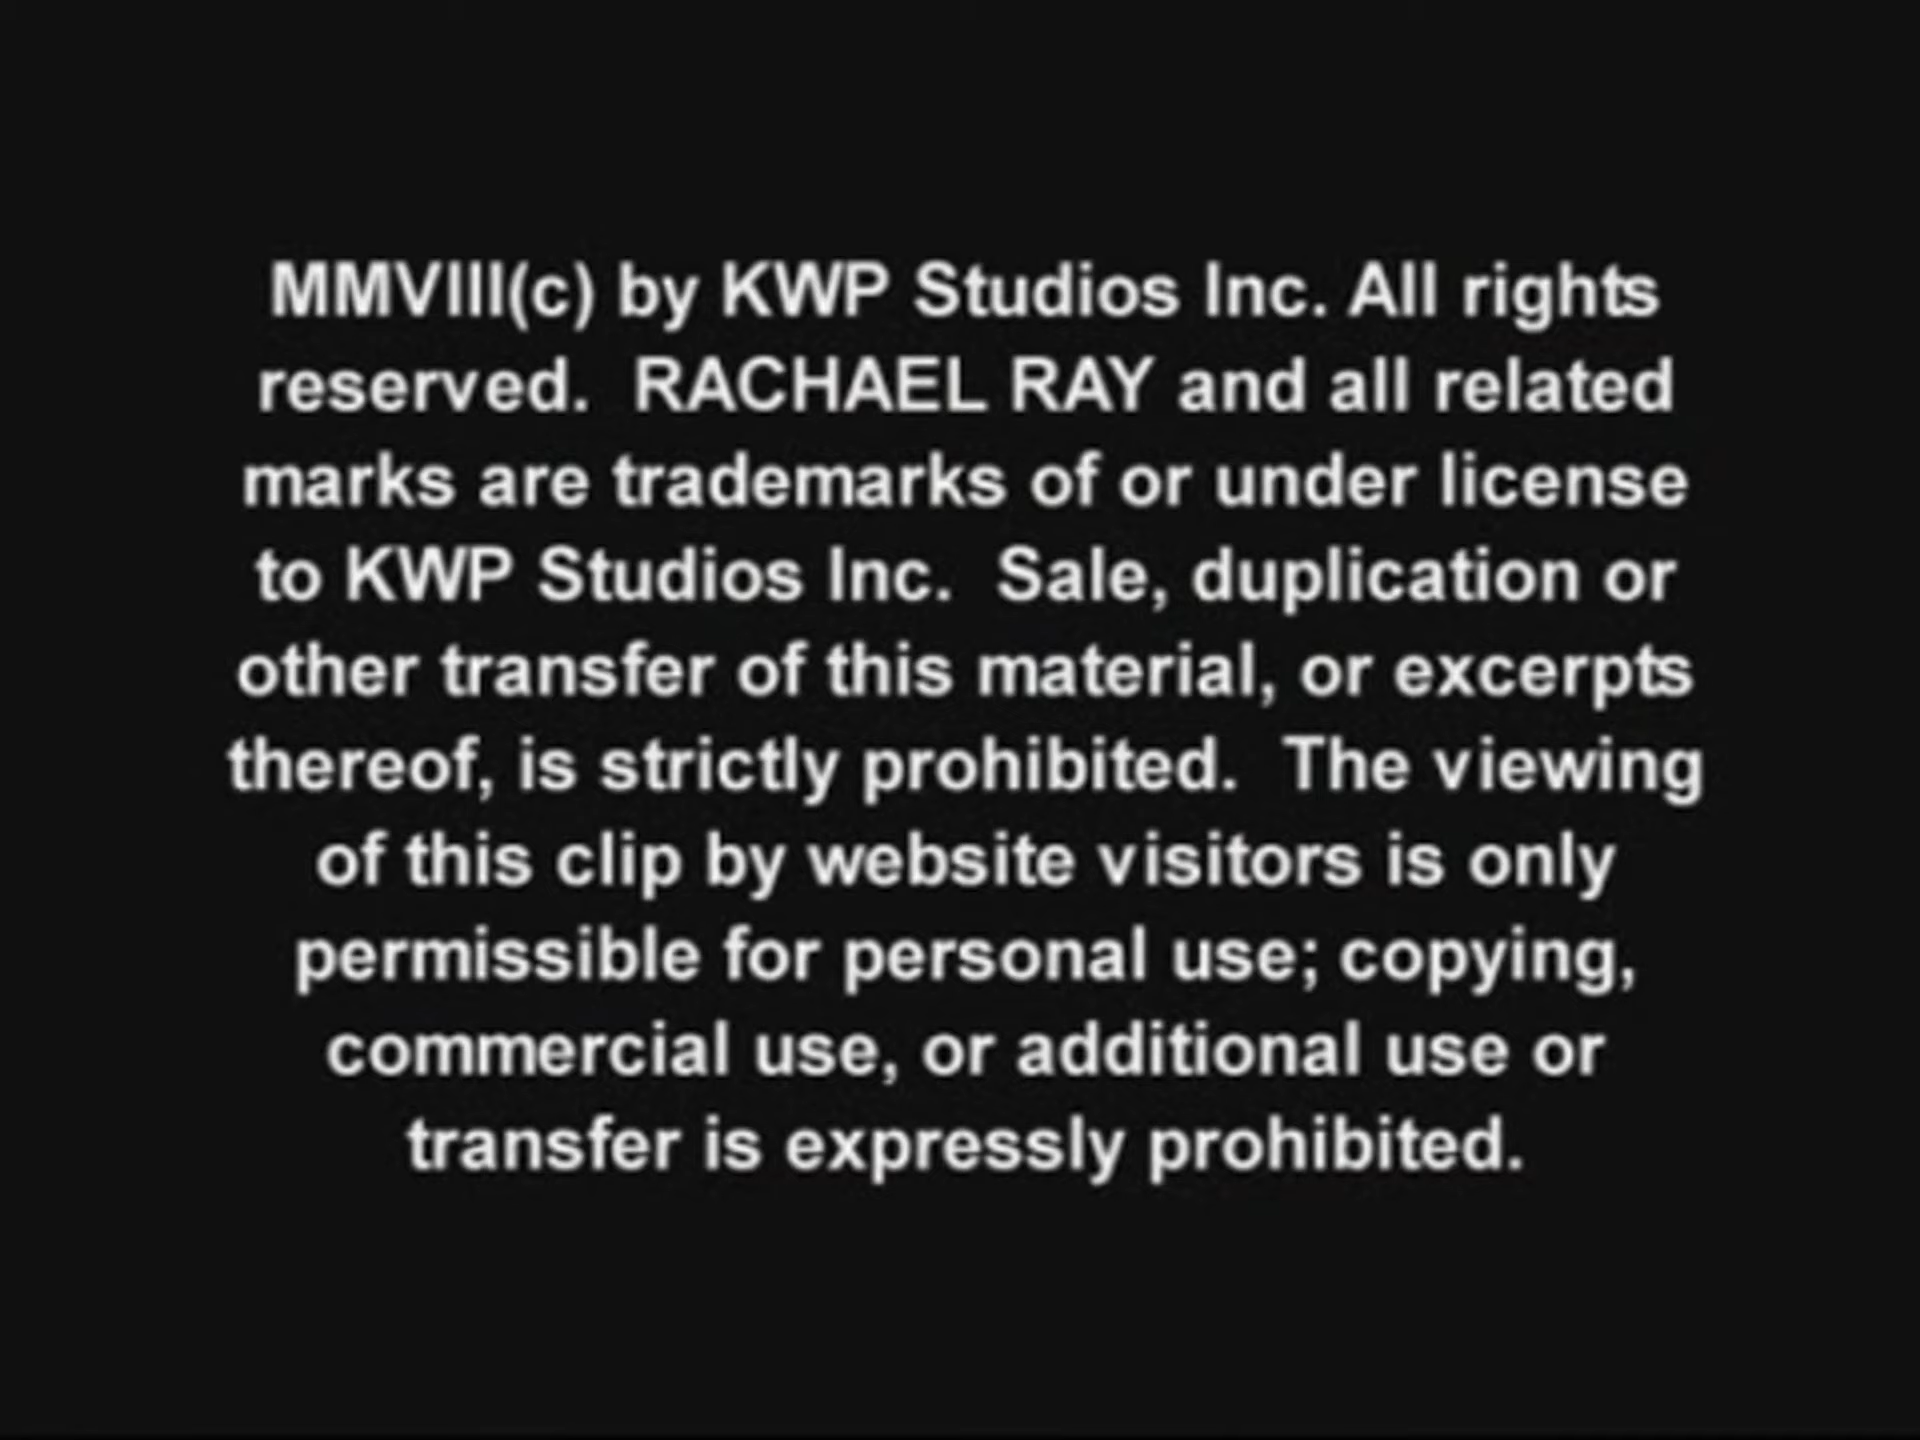 MMVIII(c) by KWP Studios Inc. All rights
reserved.  RACHAEL RAY and all related
marks are trademarks of or under license
to KWP Studios Inc.  Sale, duplication or
other transfer of this material, or excerpts
thereof, is strictly prohibited.  The viewing
of this clip by website visitors is only
permissible for personal use; copying,
commercial use, or additional use or
transfer is expressly prohibited.